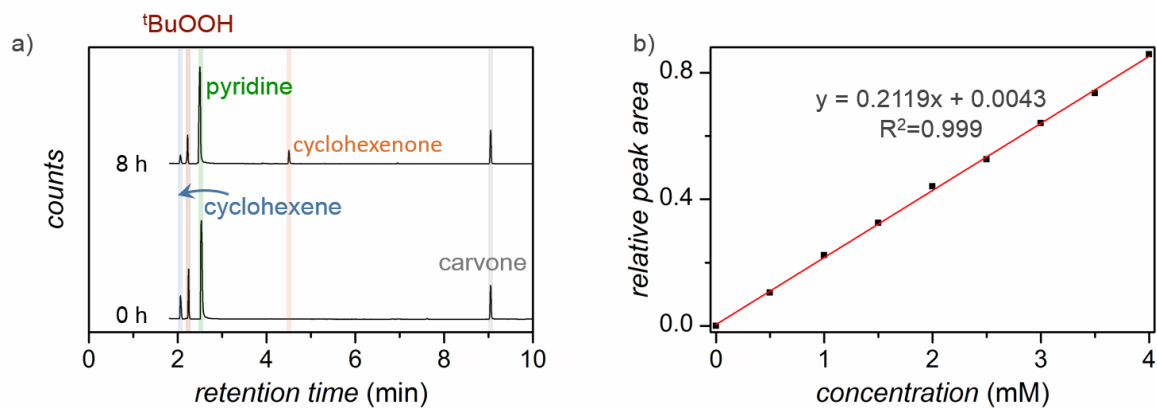 a)
ᵗBuOOH
pyridine
cyclohexenone
8 h
cyclohexene
carvone
0 h
counts
0 2 4 6 8 10
retention time (min)
b)
y = 0.2119x + 0.0043
R²=0.999
relative peak area
0.8
0.4
0.0
0 1 2 3 4
concentration (mM)